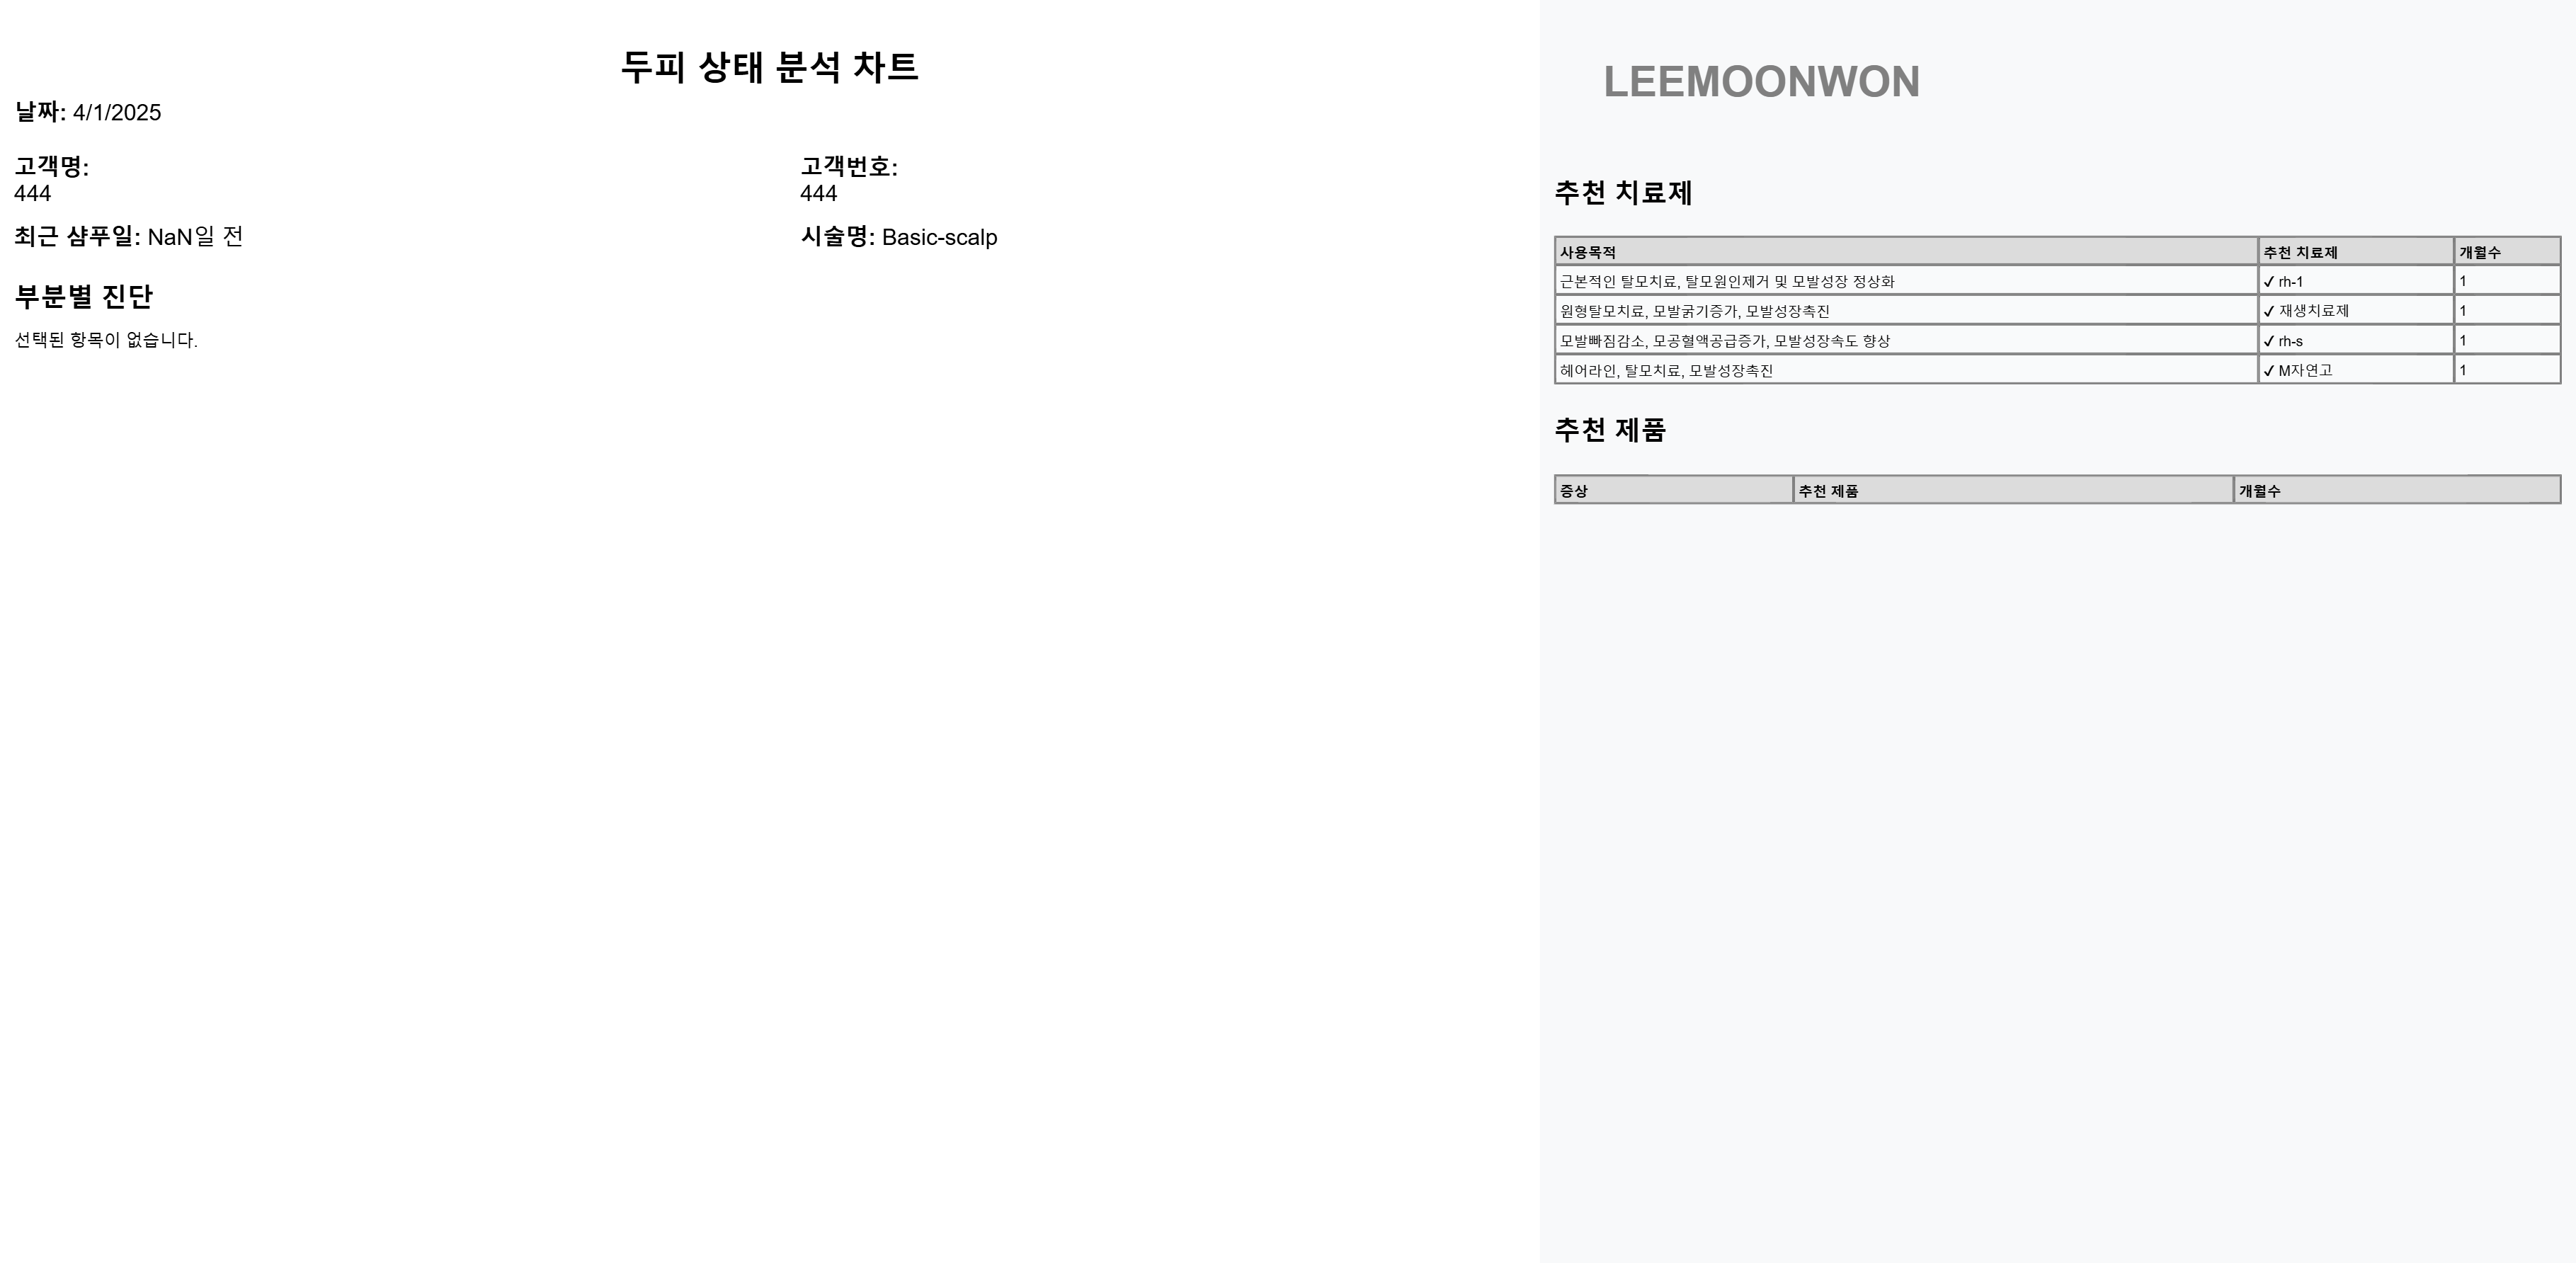 두피 상태 분석 차트
날짜: 4/1/2025
고객명:
444
고객번호:
444
최근 샴푸일: NaN일 전
시술명: Basic-scalp
부분별 진단
선택된 항목이 없습니다.
LEEMOONWON
추천 치료제
사용목적 추천 치료제 개월수
근본적인 탈모치료, 탈모원인제거 및 모발성장 정상화 ✓ rh-1 1
원형탈모치료, 모발굵기증가, 모발성장촉진 ✓ 재생치료제 1
모발빠짐감소, 모공혈액공급증가, 모발성장속도 향상 ✓ rh-s 1
헤어라인, 탈모치료, 모발성장촉진 ✓ M자연고 1
추천 제품
증상 추천 제품 개월수